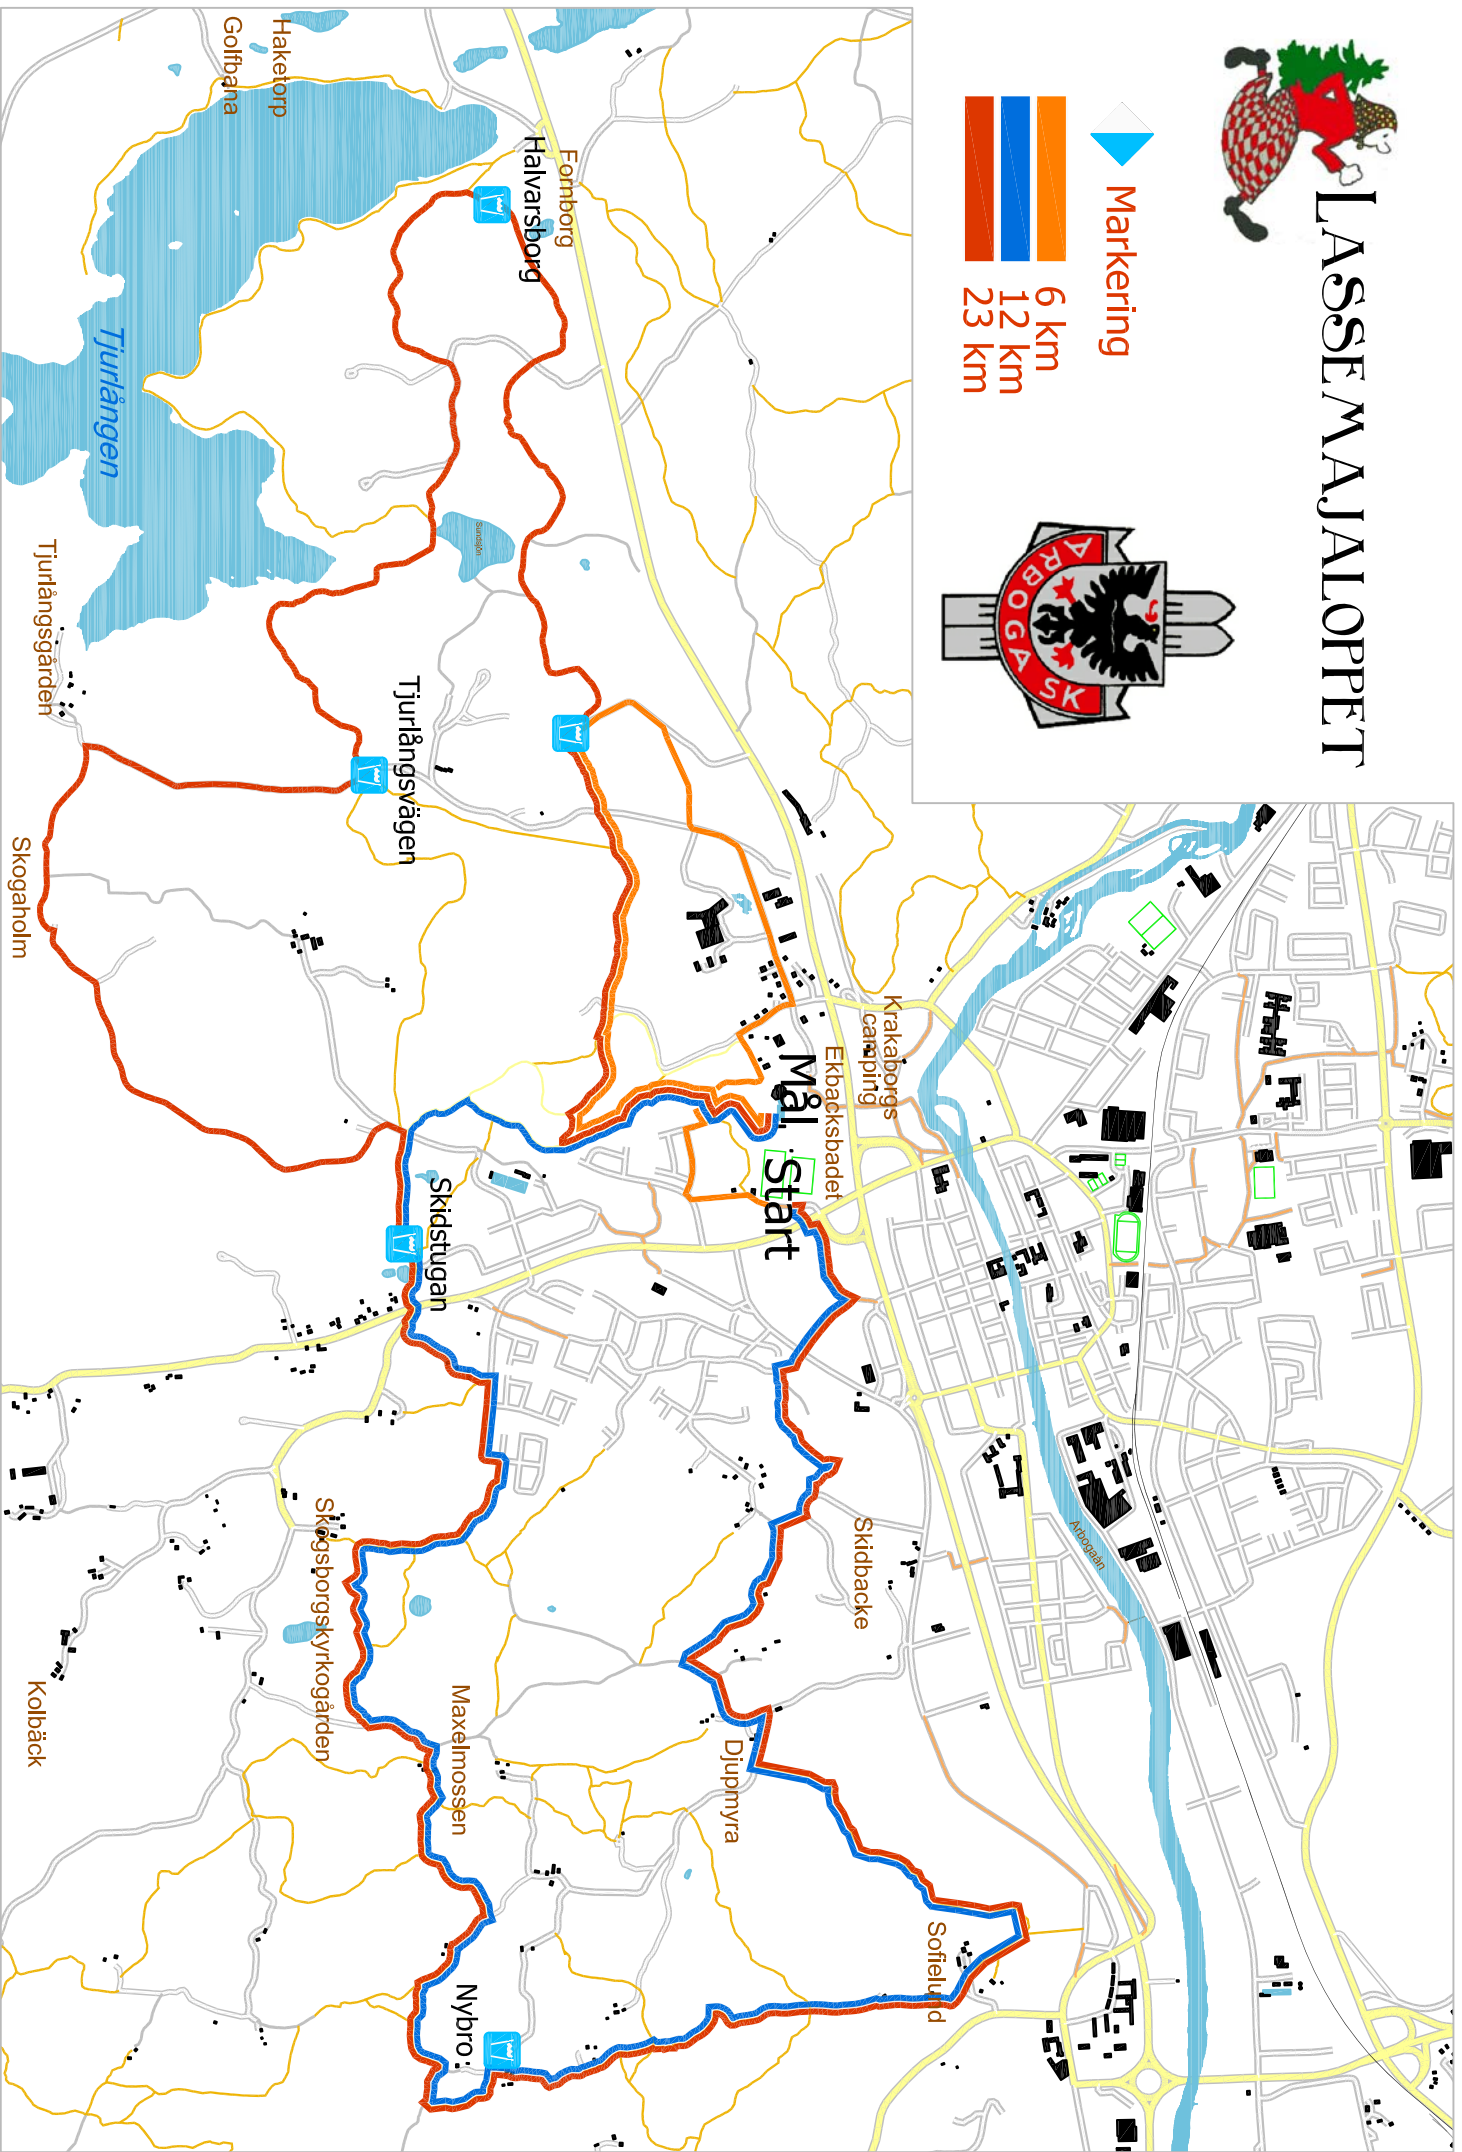 LASSEMAJALOPPET
Markering
6 km
12 km
23 km
ARBOGA SK
Haketorp
Golfbana
Fornborg
Halvarsborg
Tjurlången
Sundsjön
Tjurlångsgården
Tjurlångsvägen
Skogaholm
Krakaborgs
camping
Ekbacksbadet
Mål
Start
Skidstugan
Arbogaån
Skidbacke
Skogsborgskyrkogården
Kolbäck
Maxelmossen
Djupmyra
Sofielund
Nybro